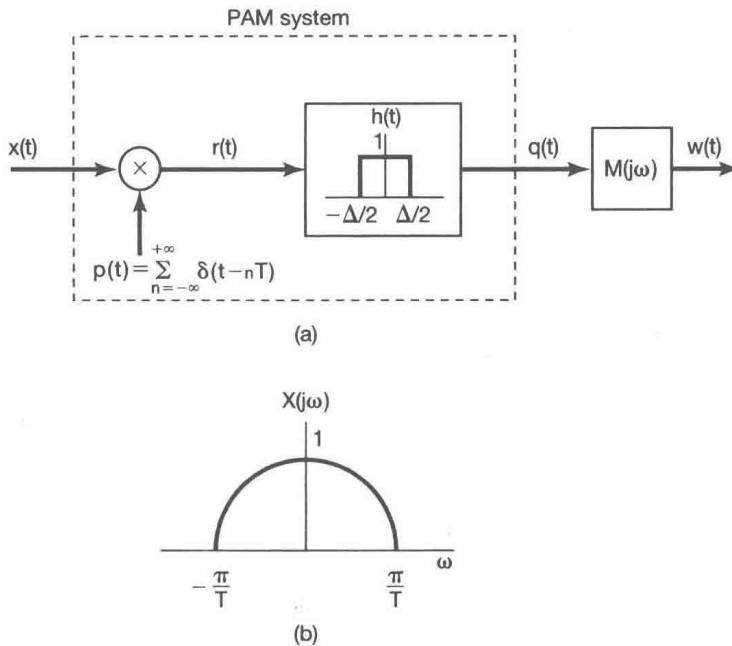 PAM system
h(t)
x(t) r(t) 1 q(t) w(t)
× M(jω)
−Δ/2 Δ/2
p(t) = +∞ Σ n=−∞ δ(t−nT)
(a)
X(jω)
1
ω
− π/T π/T
(b)